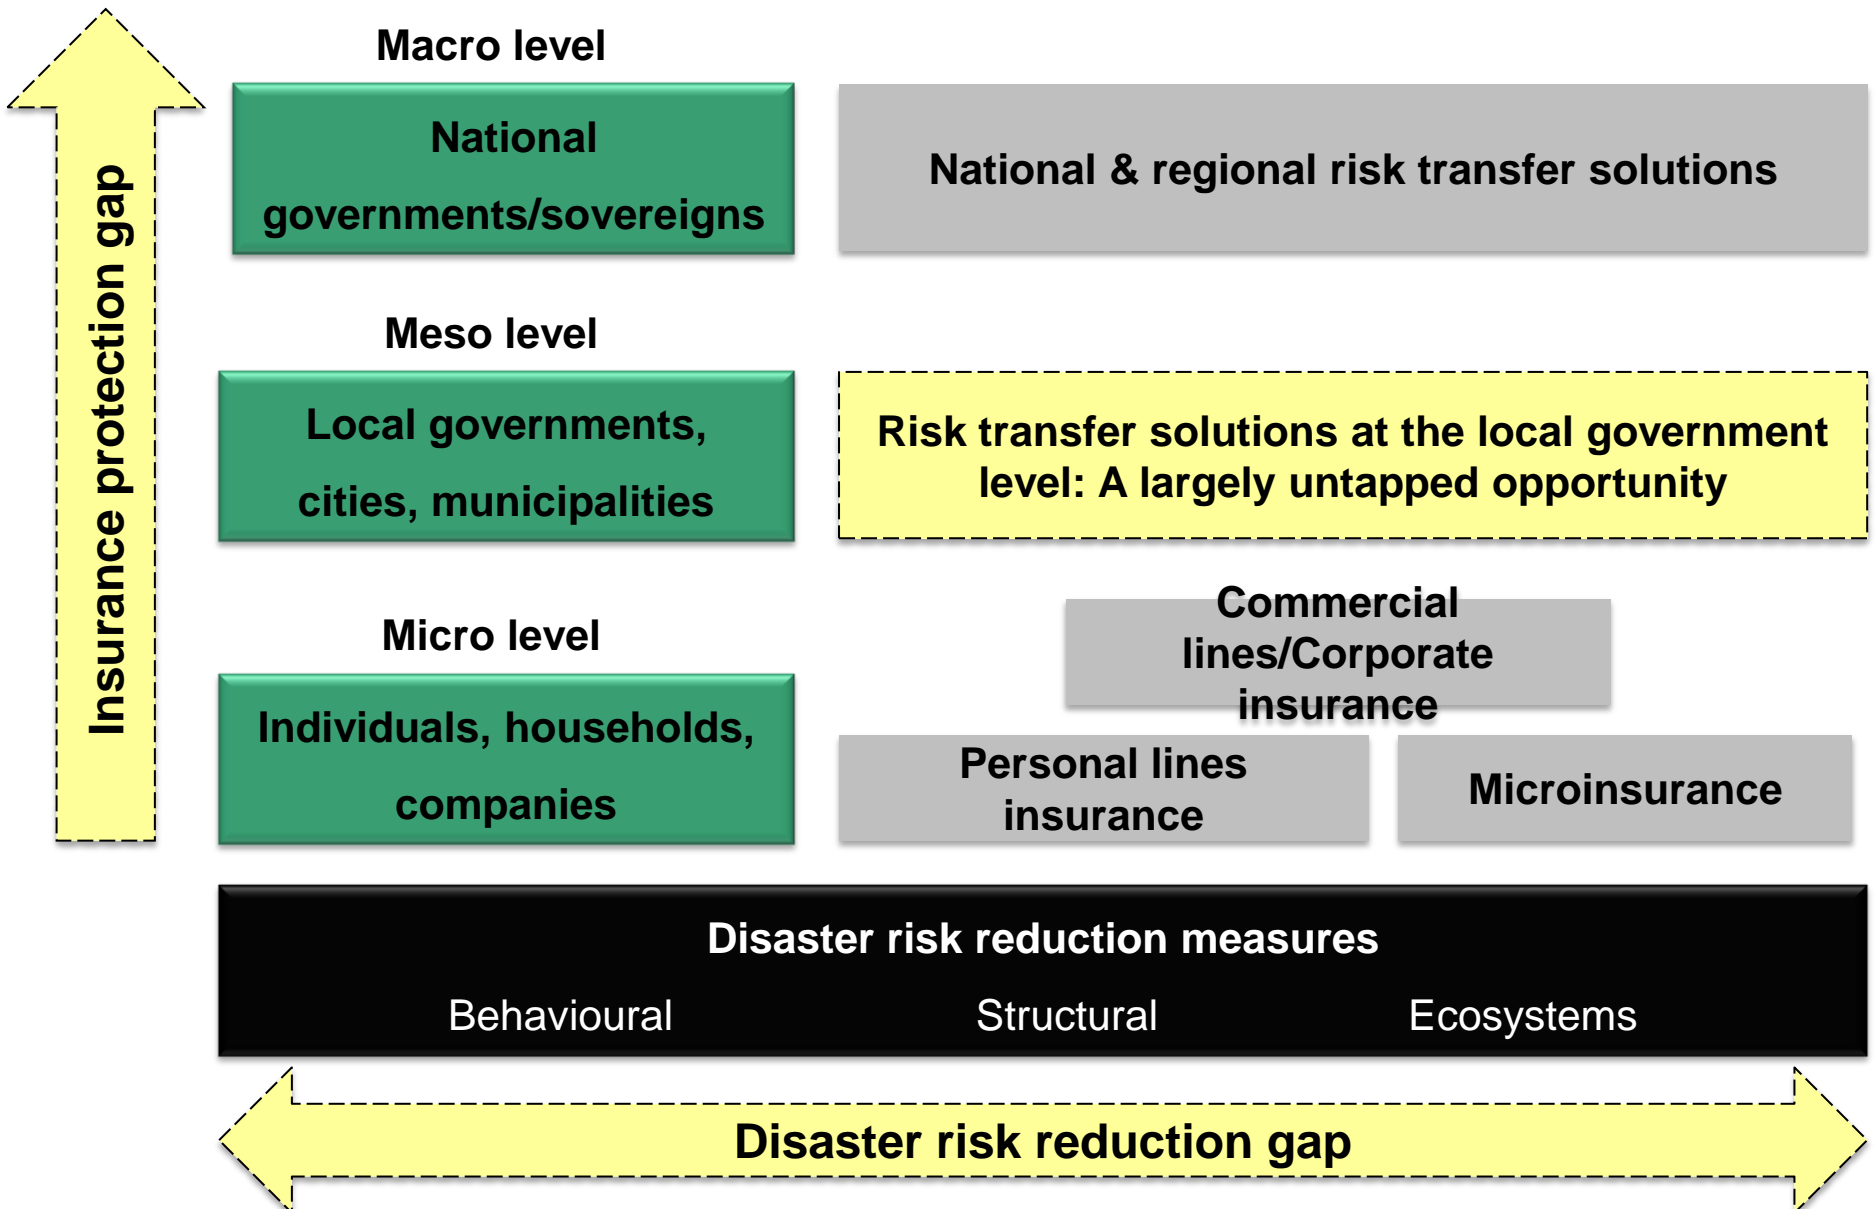 Insurance protection gap
Macro level
National
governments/sovereigns
National & regional risk transfer solutions
Meso level
Local governments,
cities, municipalities
Risk transfer solutions at the local government
level: A largely untapped opportunity
Micro level
Individuals, households,
companies
Commercial
lines/Corporate
insurance
Personal lines
insurance
Microinsurance
Disaster risk reduction measures
Behavioural Structural Ecosystems
Disaster risk reduction gap